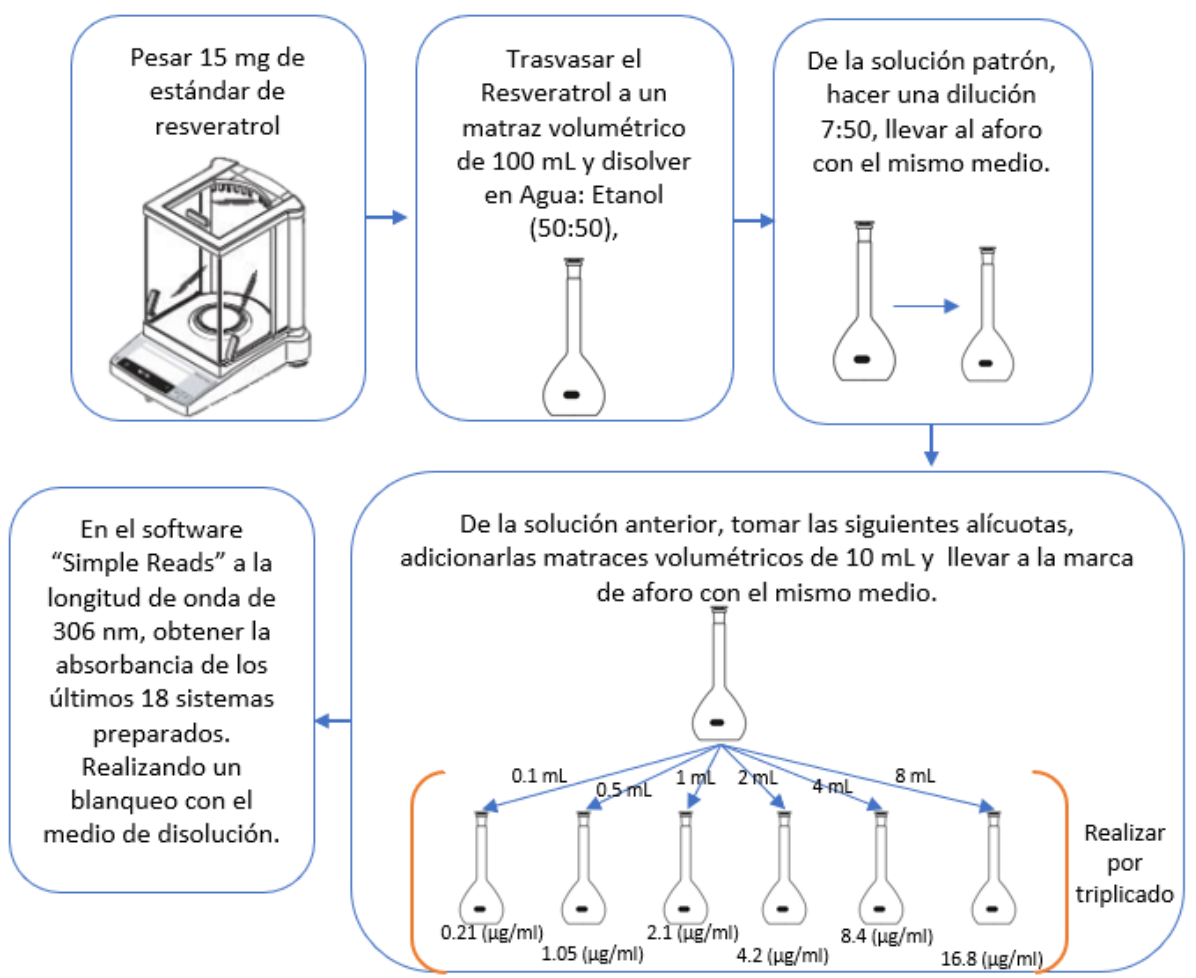 Pesar 15 mg de
estándar de
resveratrol
Trasvasar el
Resveratrol a un
matraz volumétrico
de 100 mL y disolver
en Agua: Etanol
(50:50),
De la solución patrón,
hacer una dilución
7:50, llevar al aforo
con el mismo medio.
De la solución anterior, tomar las siguientes alícuotas,
adicionarlas matraces volumétricos de 10 mL y  llevar a la marca
de aforo con el mismo medio.
0.1 mL
0.5 mL
1 mL
2 mL
4 mL
8 mL
0.21 (µg/ml)
1.05 (µg/ml)
2.1 (µg/ml)
4.2 (µg/ml)
8.4 (µg/ml)
16.8 (µg/ml)
Realizar
por
triplicado
En el software
“Simple Reads” a la
longitud de onda de
306 nm, obtener la
absorbancia de los
últimos 18 sistemas
preparados.
Realizando un
blanqueo con el
medio de disolución.